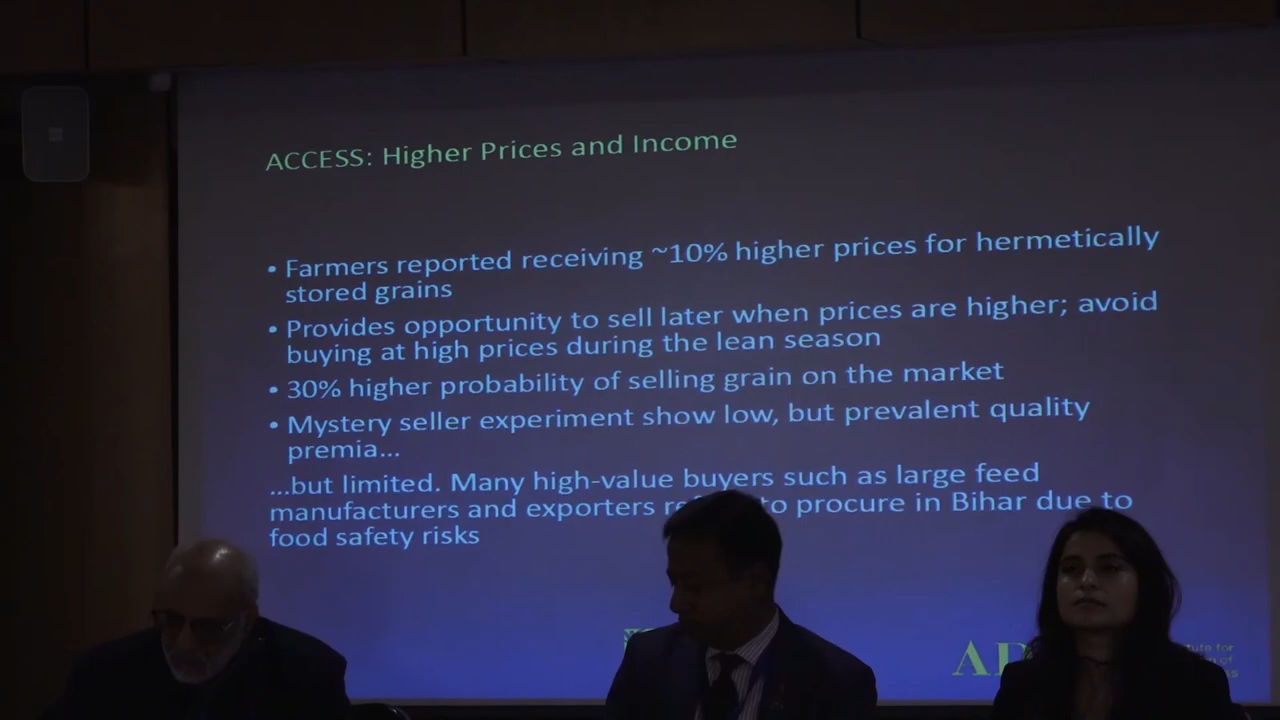 ACCESS: Higher Prices and Income
• Farmers reported receiving ~10% higher prices for hermetically
stored grains
• Provides opportunity to sell later when prices are higher; avoid
buying at high prices during the lean season
• 30% higher probability of selling grain on the market
• Mystery seller experiment show low, but prevalent quality
premia...
...but limited. Many high-value buyers such as large feed
manufacturers and exporters to procure in Bihar due to
food safety risks